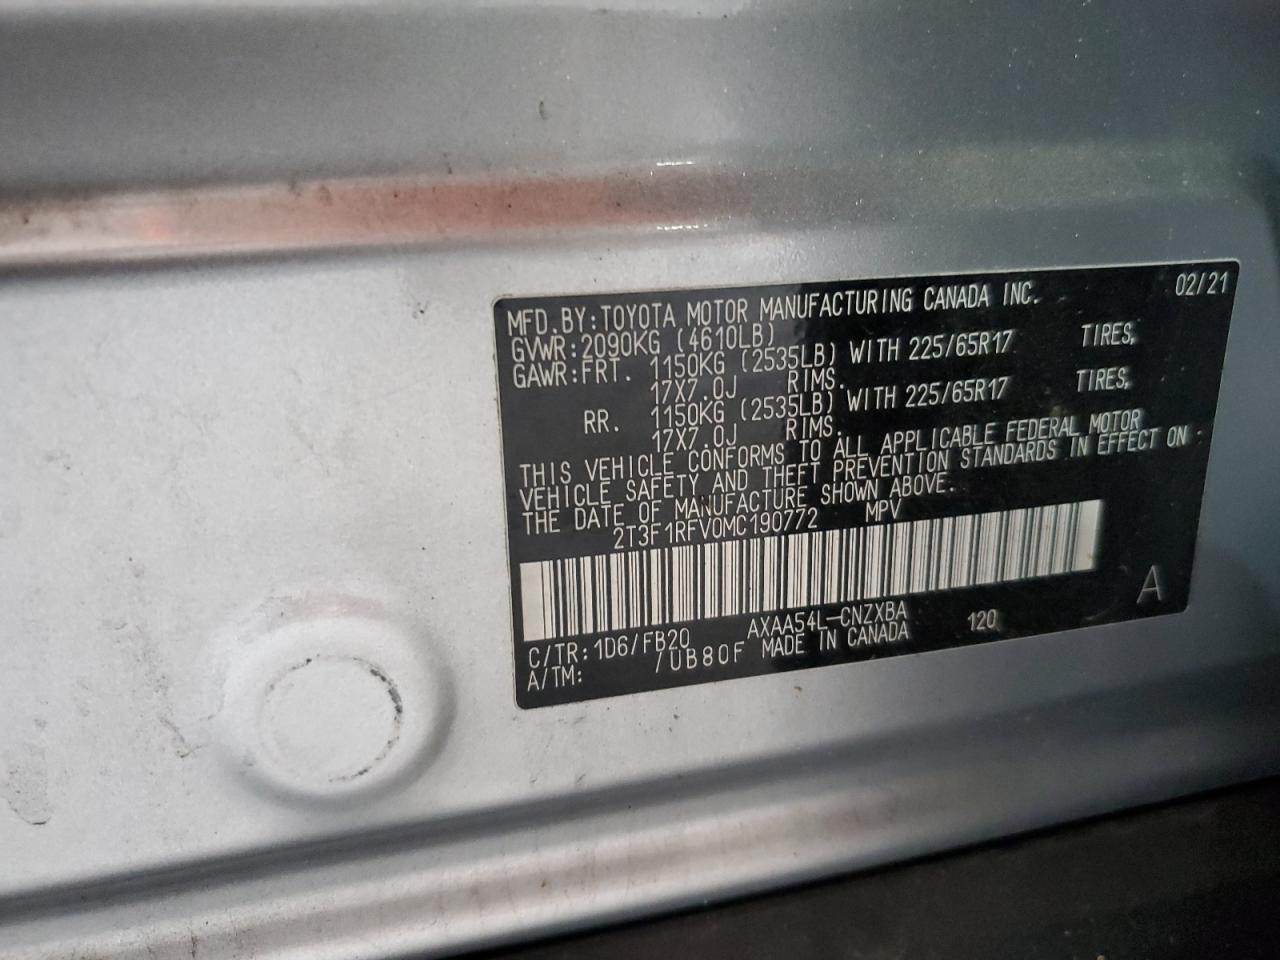 MFD.BY:TOYOTA MOTOR MANUFACTURING CANADA INC. 02/21
GVWR:2090KG (4610LB)
GAWR:FRT. 1150KG (2535LB) WITH 225/65R17 TIRES,
17X7.0J RIMS.
RR. 1150KG (2535LB) WITH 225/65R17 TIRES,
17X7.0J RIMS.
THIS VEHICLE CONFORMS TO ALL APPLICABLE FEDERAL MOTOR
VEHICLE SAFETY AND THEFT PREVENTION STANDARDS IN EFFECT ON
THE DATE OF MANUFACTURE SHOWN ABOVE.
2T3F1RFV0MC190772 MPV
A
C/TR:1D6/FB20 AXAA54L-CNZXBA 120
A/TM: /UB80F MADE IN CANADA